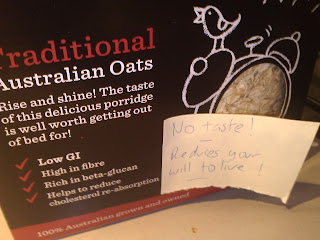 Traditional
Australian Oats
Rise and shine! The taste
of this delicious porridge
is well worth getting out
of bed for!
Low GI
High in fibre
Rich in beta-glucan
Helps to reduce
cholesterol re-absorption
100% Australian grown and owned
No taste!
Reduces your
will to live !